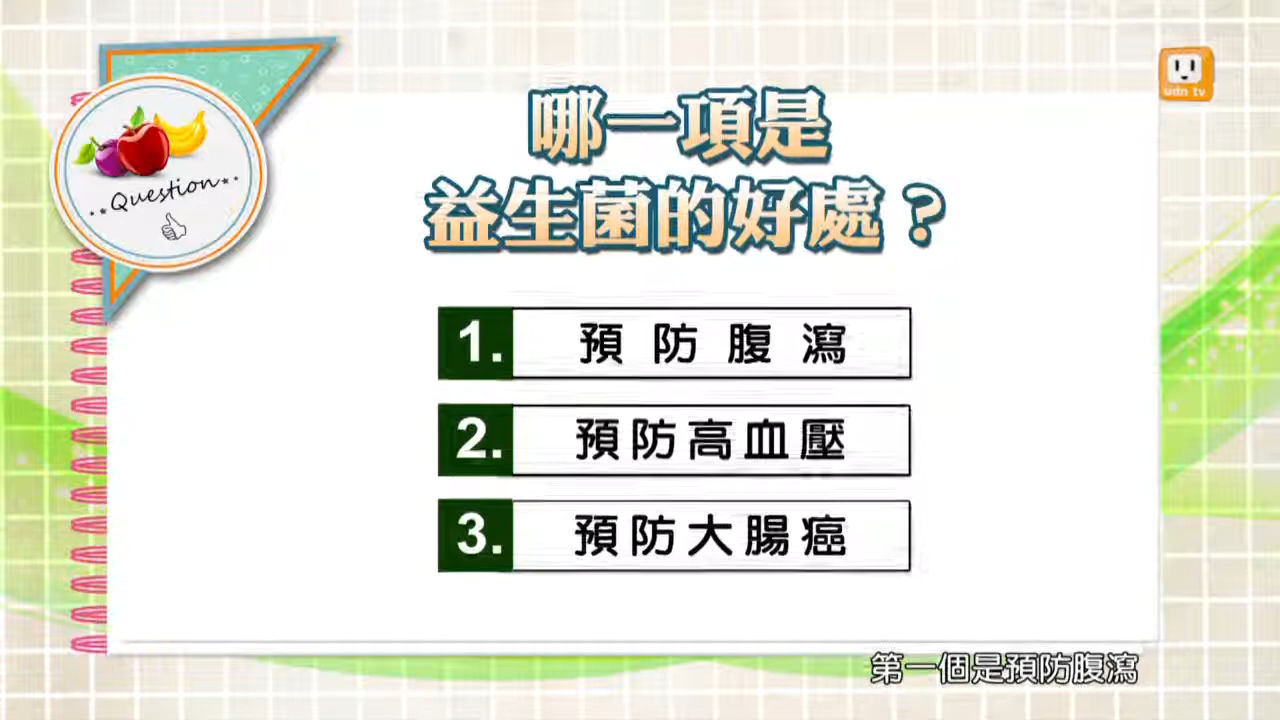 udn tv
Question
哪一項是
益生菌的好處？
1. 預防腹瀉
2. 預防高血壓
3. 預防大腸癌
第一個是預防腹瀉